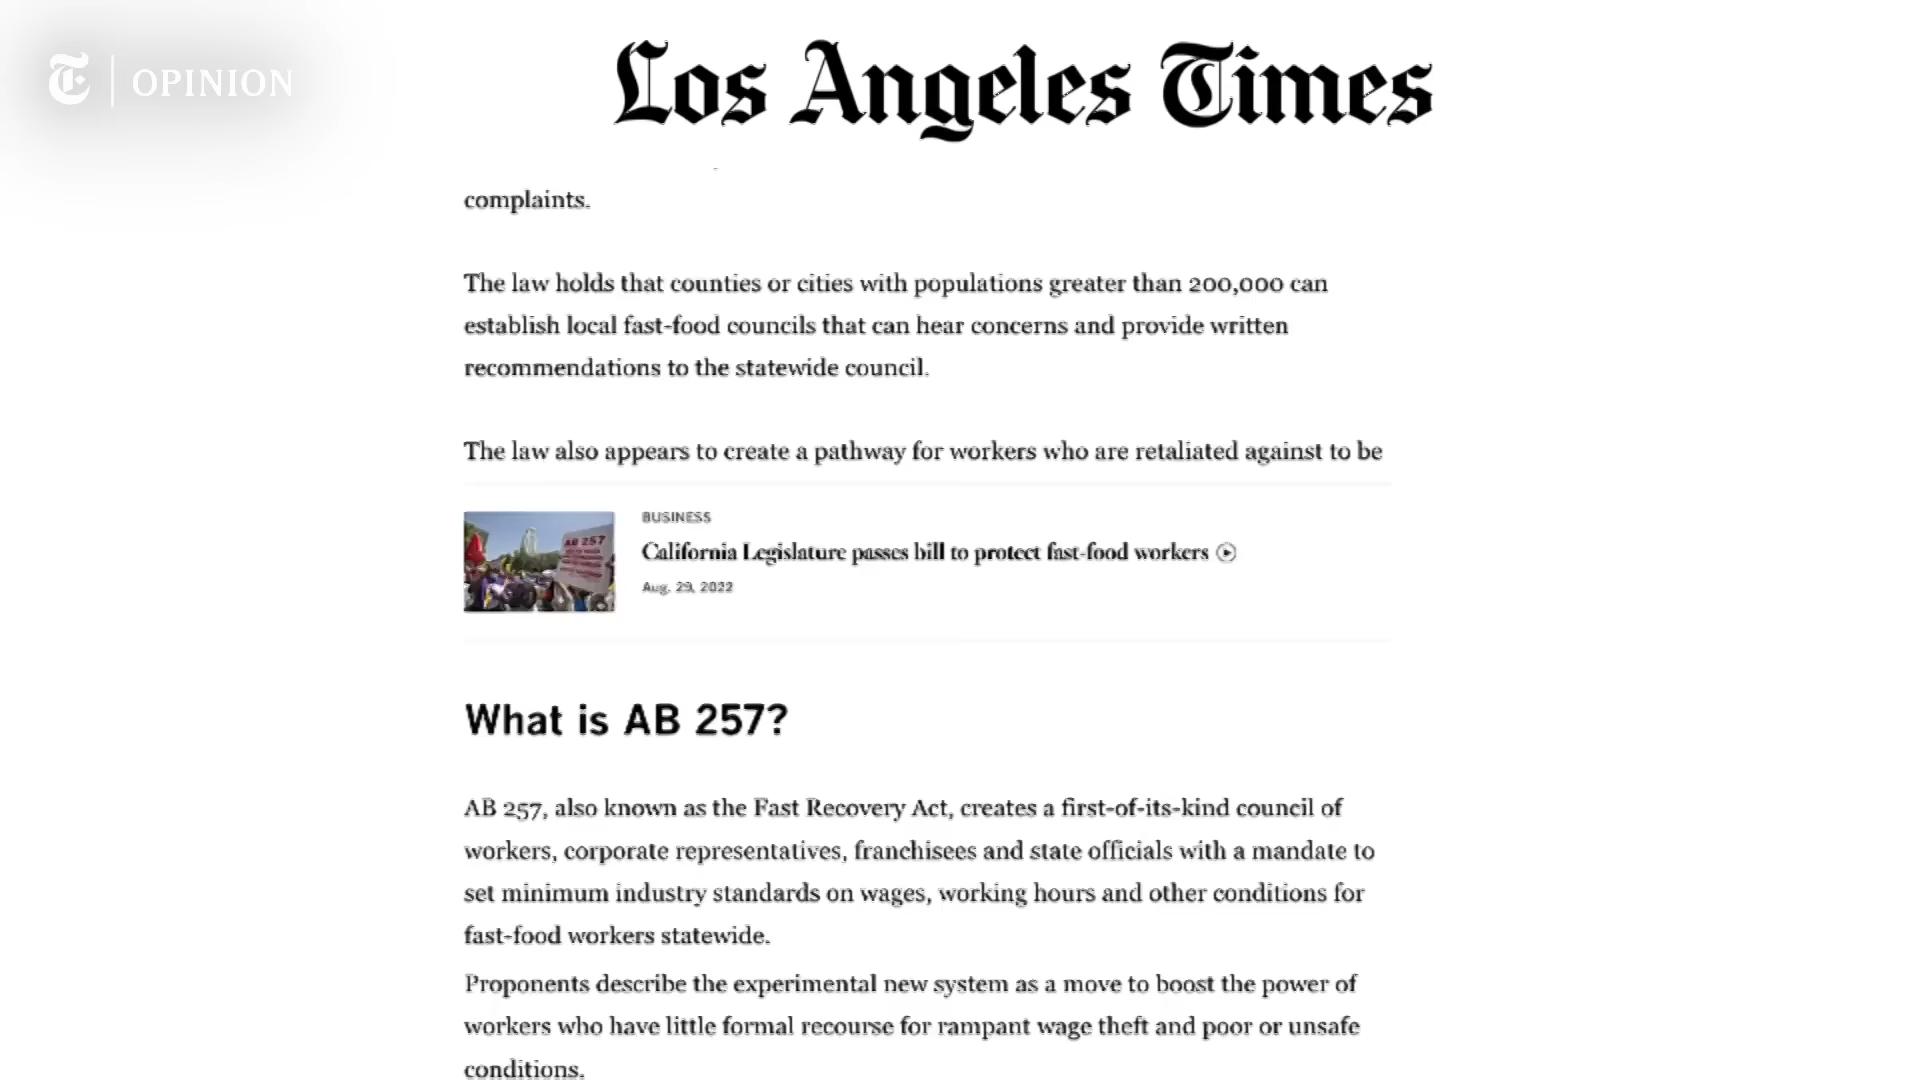 OPINION
Los Angeles Times
complaints.
The law holds that counties or cities with populations greater than 200,000 can
establish local fast-food councils that can hear concerns and provide written
recommendations to the statewide council.
The law also appears to create a pathway for workers who are retaliated against to be
BUSINESS
California Legislature passes bill to protect fast-food workers
Aug. 29, 2022
AB 257
What is AB 257?
AB 257, also known as the Fast Recovery Act, creates a first-of-its-kind council of
workers, corporate representatives, franchisees and state officials with a mandate to
set minimum industry standards on wages, working hours and other conditions for
fast-food workers statewide.
Proponents describe the experimental new system as a move to boost the power of
workers who have little formal recourse for rampant wage theft and poor or unsafe
conditions.